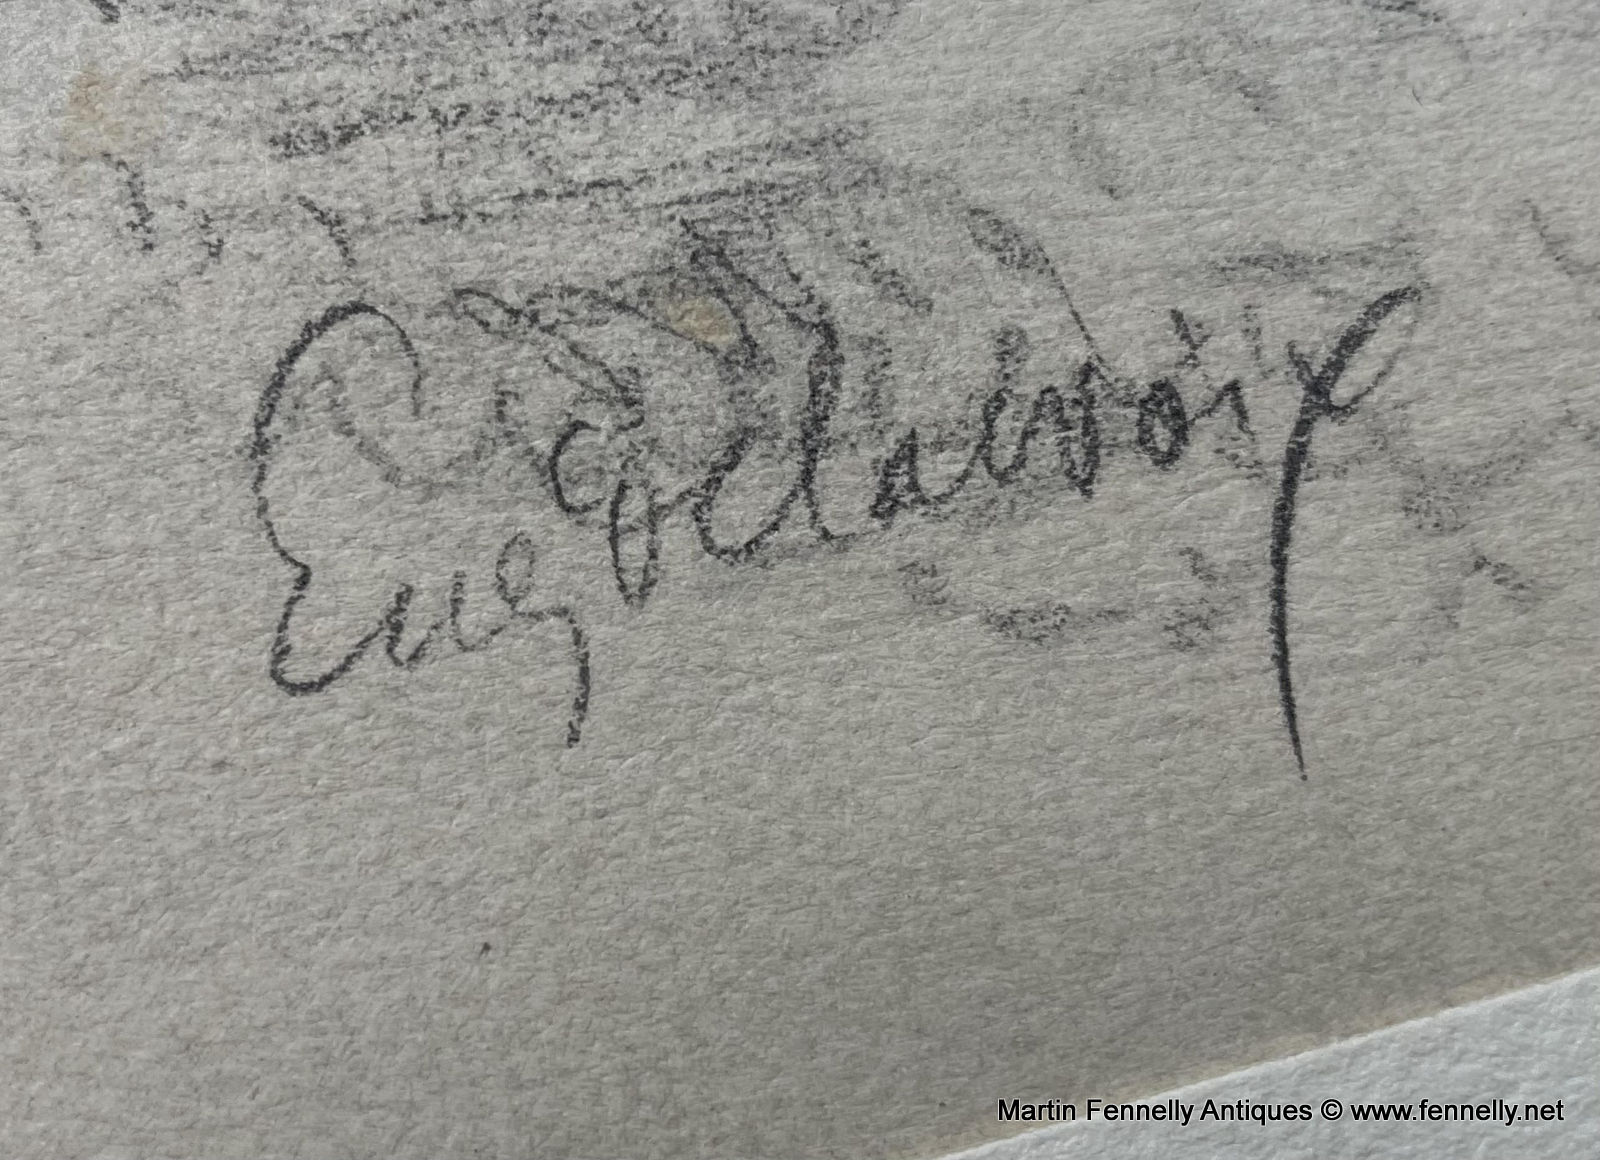 Eug Delacroix
Martin Fennelly Antiques © www.fennelly.net